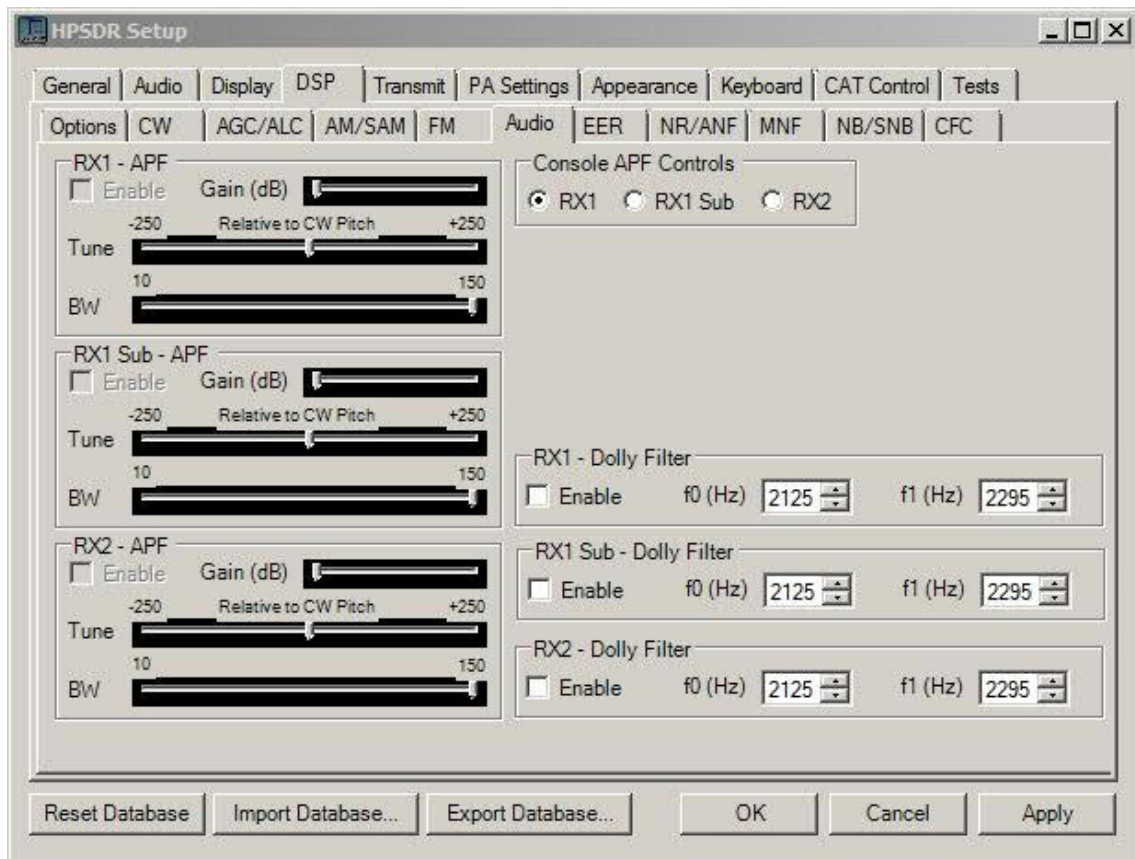 HPSDR Setup
General Audio Display DSP Transmit PA Settings Appearance Keyboard CAT Control Tests
Options CW AGC/ALC AM/SAM FM Audio EER NR/ANF MNF NB/SNB CFC
RX1 - APF
Enable Gain (dB)
-250 Relative to CW Pitch +250
Tune
10 150
BW
RX1 Sub - APF
Enable Gain (dB)
-250 Relative to CW Pitch +250
Tune
10 150
BW
RX2 - APF
Enable Gain (dB)
-250 Relative to CW Pitch +250
Tune
10 150
BW
Console APF Controls
RX1 RX1 Sub RX2
RX1 - Dolly Filter
Enable f0 (Hz) 2125 f1 (Hz) 2295
RX1 Sub - Dolly Filter
Enable f0 (Hz) 2125 f1 (Hz) 2295
RX2 - Dolly Filter
Enable f0 (Hz) 2125 f1 (Hz) 2295
Reset Database Import Database... Export Database... OK Cancel Apply